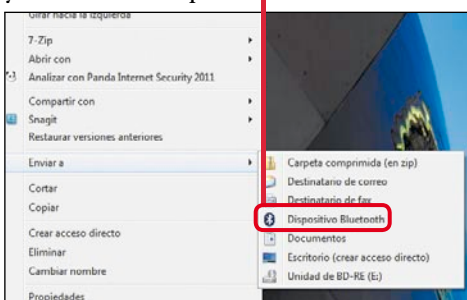 Girar hacia la izquierda
7-Zip
Abrir con
Analizar con Panda Internet Security 2011
Compartir con
Snagit
Restaurar versiones anteriores
Enviar a
Carpeta comprimida (en zip)
Destinatario de correo
Destinatario de fax
Dispositivo Bluetooth
Documentos
Escritorio (crear acceso directo)
Unidad de BD-RE (E:)
Cortar
Copiar
Crear acceso directo
Eliminar
Cambiar nombre
Propiedades